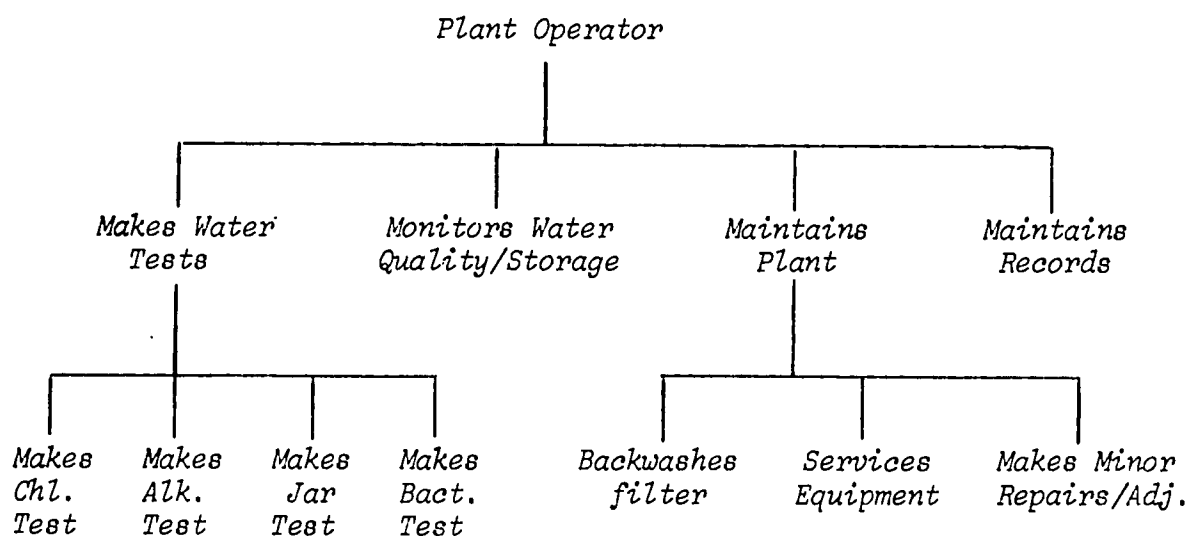 Plant Operator
Makes Water
Tests
Monitors Water
Quality/Storage
Maintains
Plant
Maintains
Records
Makes
Chl.
Test
Makes
Alk.
Test
Makes
Jar
Test
Makes
Bact.
Test
Backwashes
filter
Services
Equipment
Makes Minor
Repairs/Adj.